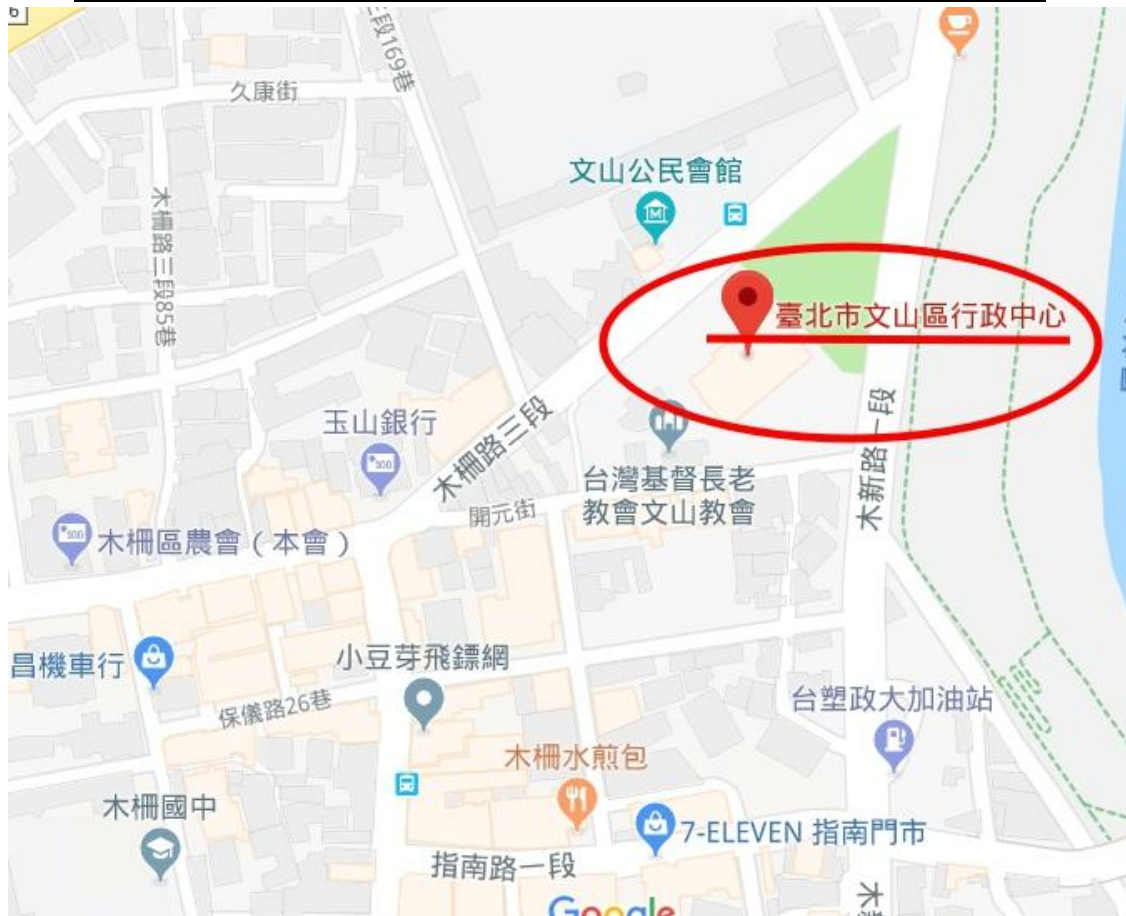 6
三段169巷
久康街
文山公民會館
木柵路三段85巷
臺北市文山區行政中心
玉山銀行
木柵路三段
木新路一段
台灣基督長老
教會文山教會
開元街
木柵區農會（本會）
小豆芽飛鏢網
昌機車行
保儀路26巷
台塑政大加油站
木柵水煎包
木柵國中
7-ELEVEN 指南門市
指南路一段
Google
木